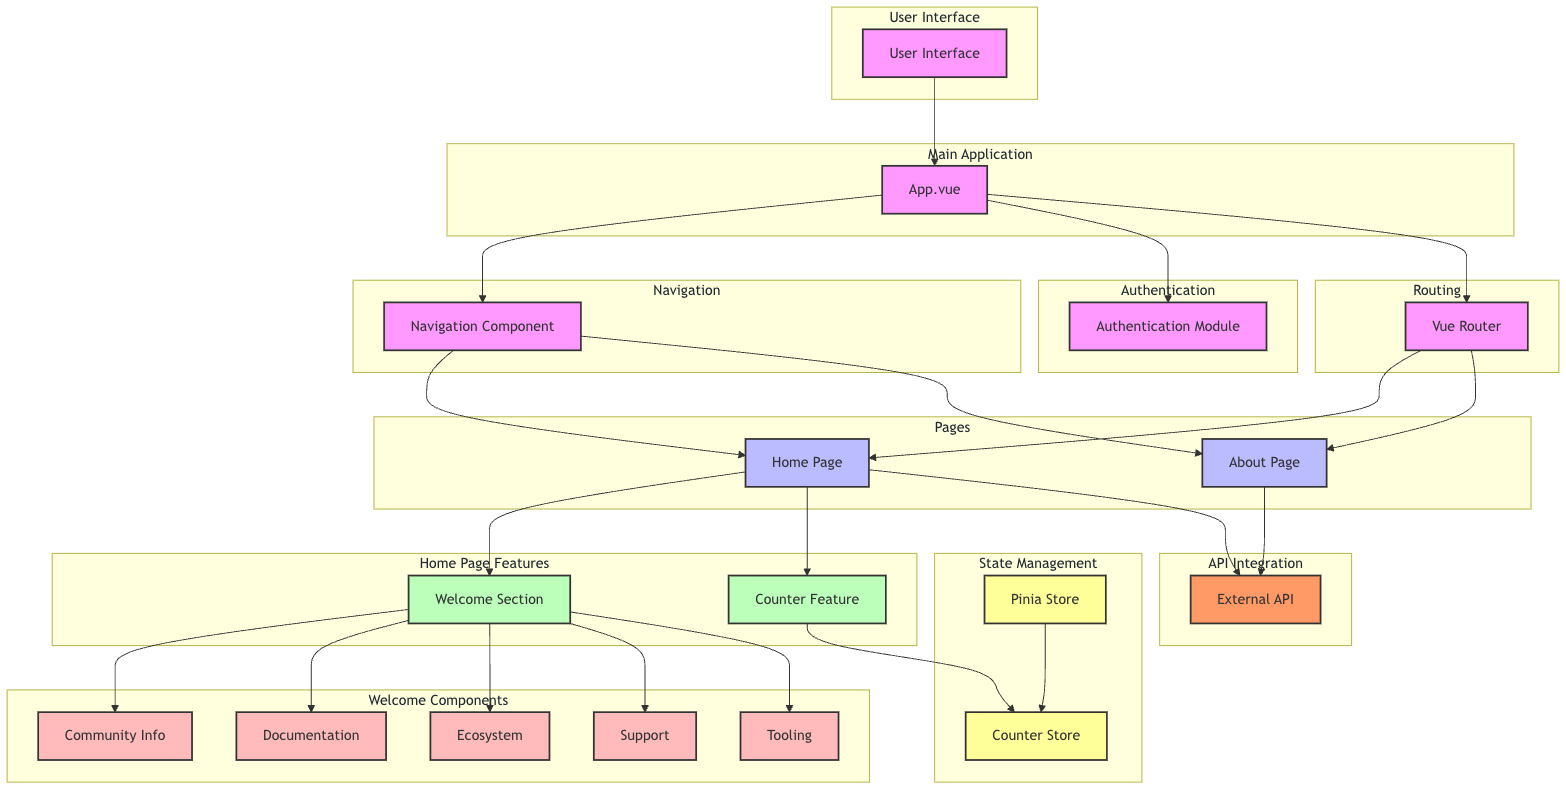 User Interface
User Interface
Main Application
App.vue
Navigation
Navigation Component
Authentication
Authentication Module
Routing
Vue Router
Pages
Home Page
About Page
Home Page Features
Welcome Section
Counter Feature
State Management
Pinia Store
API Integration
External API
Welcome Components
Community Info
Documentation
Ecosystem
Support
Tooling
Counter Store